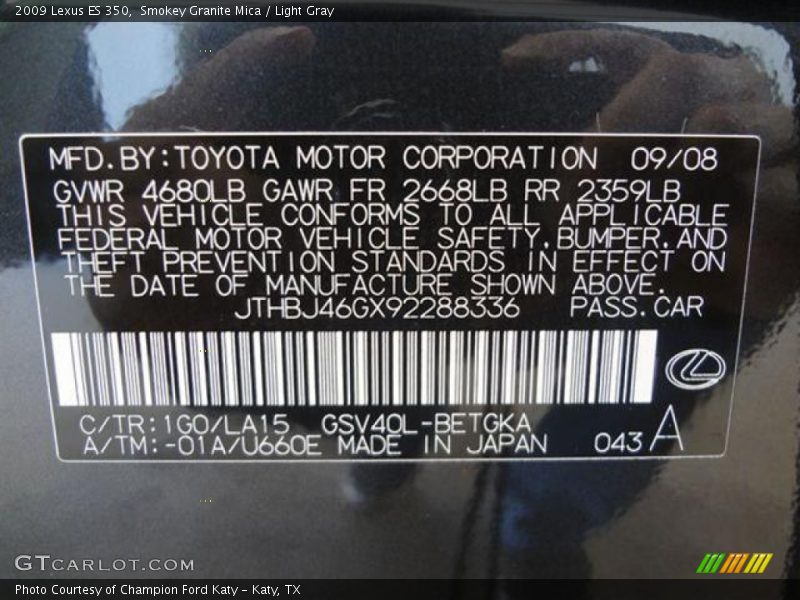 2009 Lexus ES 350, Smokey Granite Mica / Light Gray
MFD.BY:TOYOTA MOTOR CORPORATION 09/08
GVWR 4680LB GAWR FR 2668LB RR 2359LB
THIS VEHICLE CONFORMS TO ALL APPLICABLE
FEDERAL MOTOR VEHICLE SAFETY,BUMPER,AND
THEFT PREVENTION STANDARDS IN EFFECT ON
THE DATE OF MANUFACTURE SHOWN ABOVE.
JTHBJ46GX92288336 PASS.CAR
C/TR:1G0/LA15 GSV40L-BETGKA
A/TM:-01A/U660E MADE IN JAPAN 043 A
GTCARLOT.COM
Photo Courtesy of Champion Ford Katy - Katy, TX